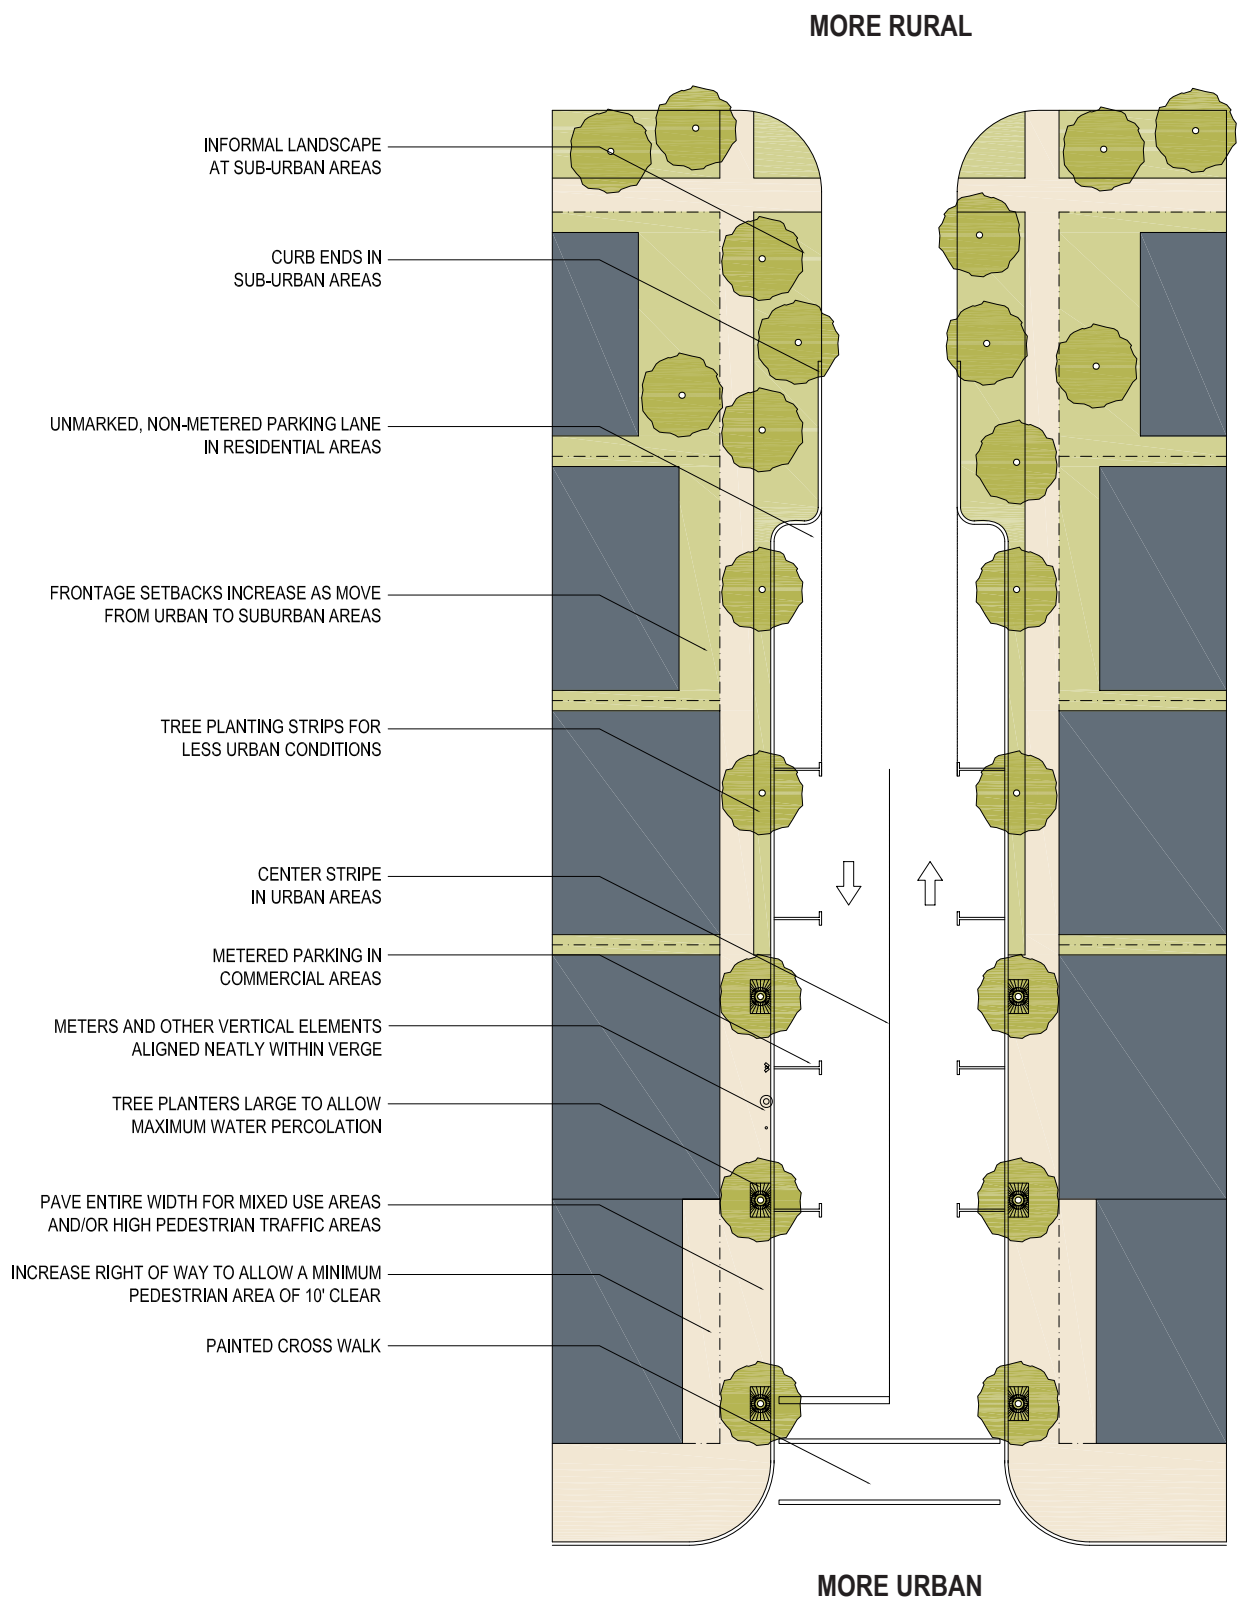 MORE RURAL
INFORMAL LANDSCAPE
AT SUB-URBAN AREAS
CURB ENDS IN
SUB-URBAN AREAS
UNMARKED, NON-METERED PARKING LANE
IN RESIDENTIAL AREAS
FRONTAGE SETBACKS INCREASE AS MOVE
FROM URBAN TO SUBURBAN AREAS
TREE PLANTING STRIPS FOR
LESS URBAN CONDITIONS
CENTER STRIPE
IN URBAN AREAS
METERED PARKING IN
COMMERCIAL AREAS
METERS AND OTHER VERTICAL ELEMENTS
ALIGNED NEATLY WITHIN VERGE
TREE PLANTERS LARGE TO ALLOW
MAXIMUM WATER PERCOLATION
PAVE ENTIRE WIDTH FOR MIXED USE AREAS
AND/OR HIGH PEDESTRIAN TRAFFIC AREAS
INCREASE RIGHT OF WAY TO ALLOW A MINIMUM
PEDESTRIAN AREA OF 10' CLEAR
PAINTED CROSS WALK
MORE URBAN